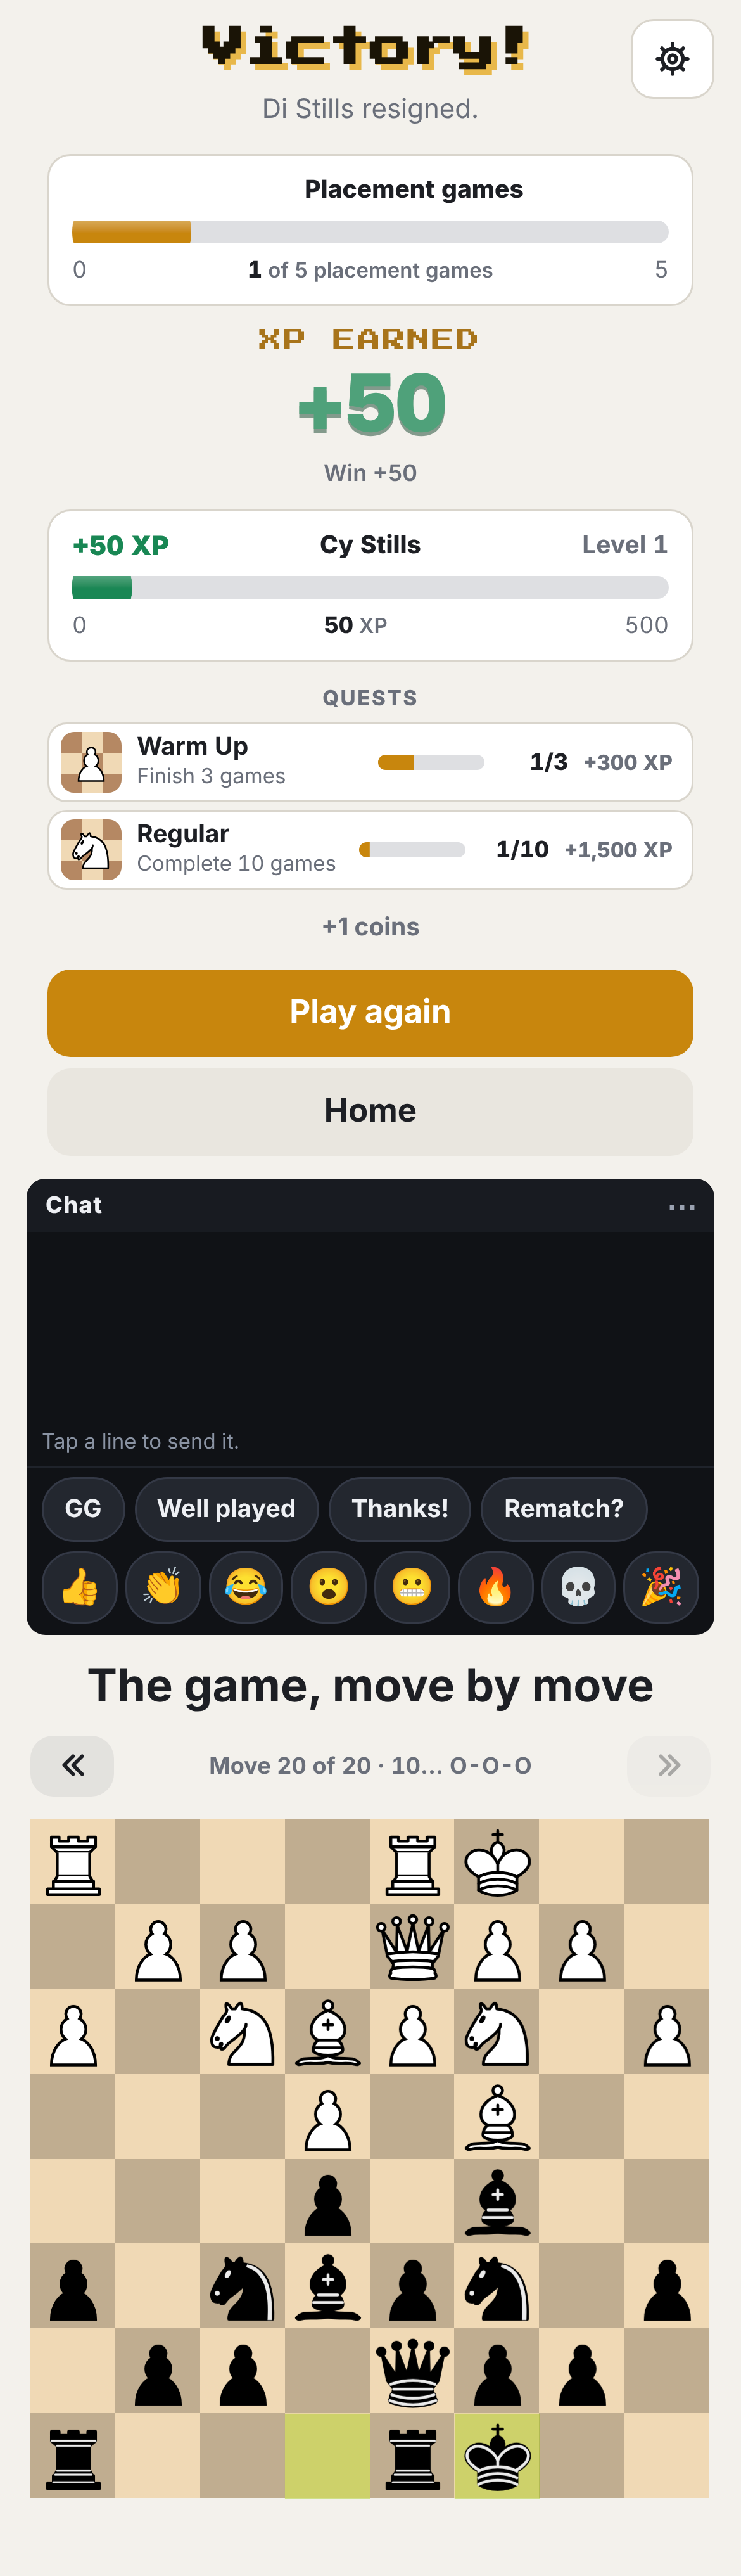 Victory!
Di Stills resigned.
Placement games
0 1 of 5 placement games 5
XP EARNED
+50
Win +50
+50 XP Cy Stills Level 1
0 50 XP 500
QUESTS
Warm Up
Finish 3 games
1/3 +300 XP
Regular
Complete 10 games
1/10 +1,500 XP
+1 coins
Play again
Home
Chat
Tap a line to send it.
GG Well played Thanks! Rematch?
The game, move by move
Move 20 of 20 · 10... O-O-O